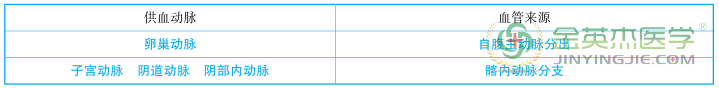 供血动脉 血管来源
卵巢动脉 自腹主动脉分出
子宫动脉 阴道动脉 阴部内动脉 髂内动脉分支
金英杰医学®
JINYINGJIE.COM